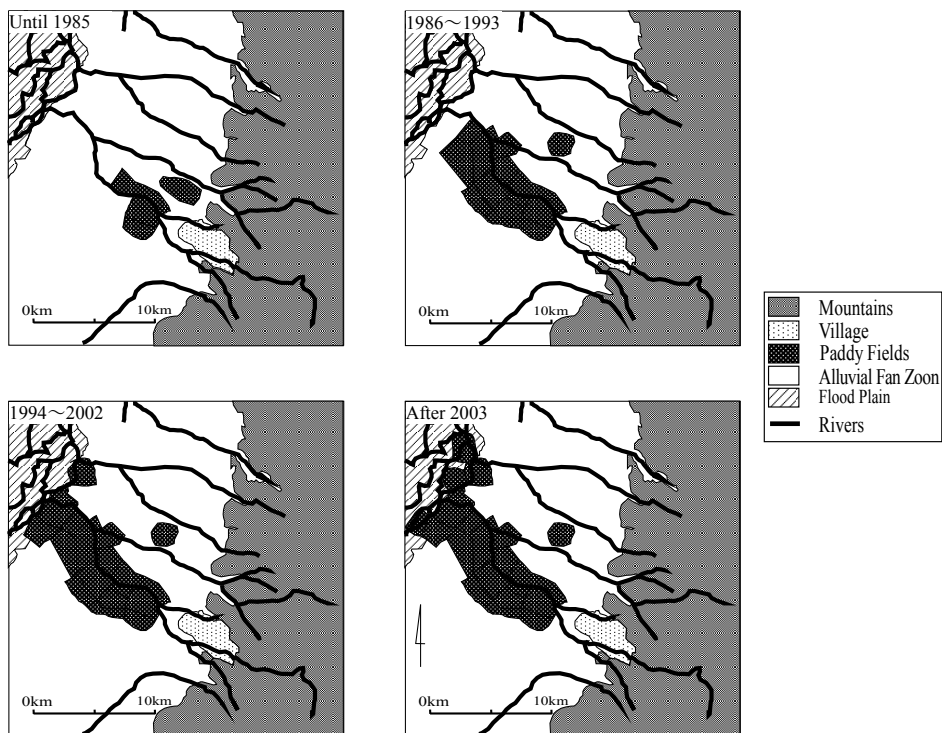 Until 1985
0km
10km
1986～1993
0km
10km
1994～2002
0km
10km
After 2003
0km
10km
Mountains
Village
Paddy Fields
Alluvial Fan Zoon
Flood Plain
Rivers